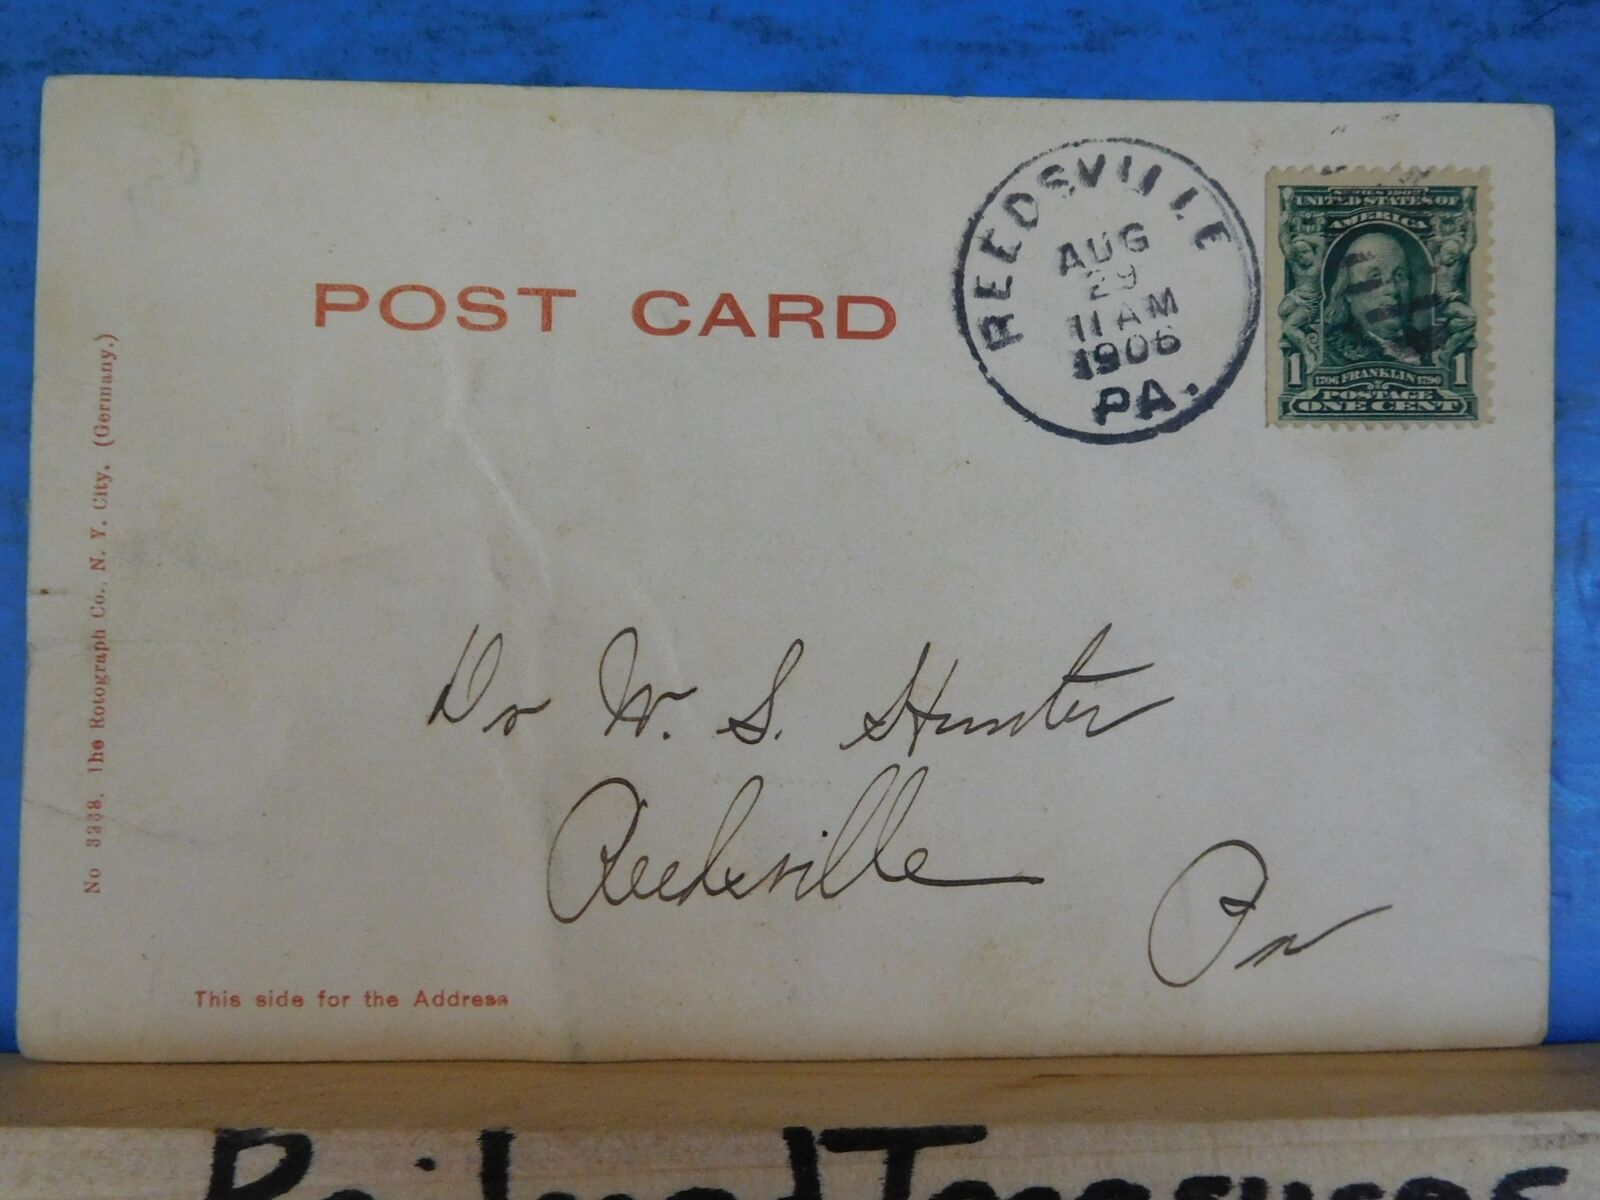 REEDSVILLE
AUG
29
11 AM
1906
PA.
SERIES 1902
UNITED STATES OF
AMERICA
1 1706 FRANKLIN 1790 1
POSTAGE
ONE CENT
POST CARD
No 3238. The Rotograph Co., N. Y. City, (Germany.)
Dr W. S. Hunter
Reedsville
Pa
This side for the Address
Railroad Treasures